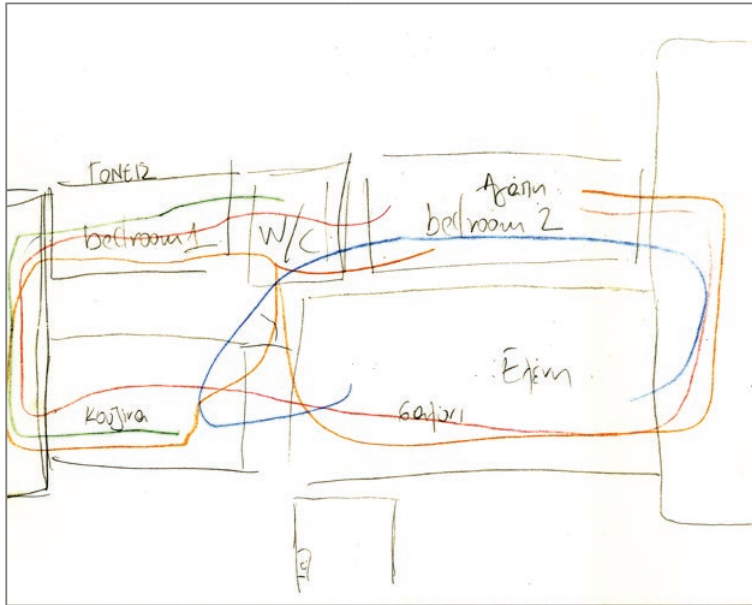 ΓΟΝΕΙΣ
Αγάπη
bedroom 1
W/C
bedroom 2
Ελένη
κουζίνα
σαλόνι